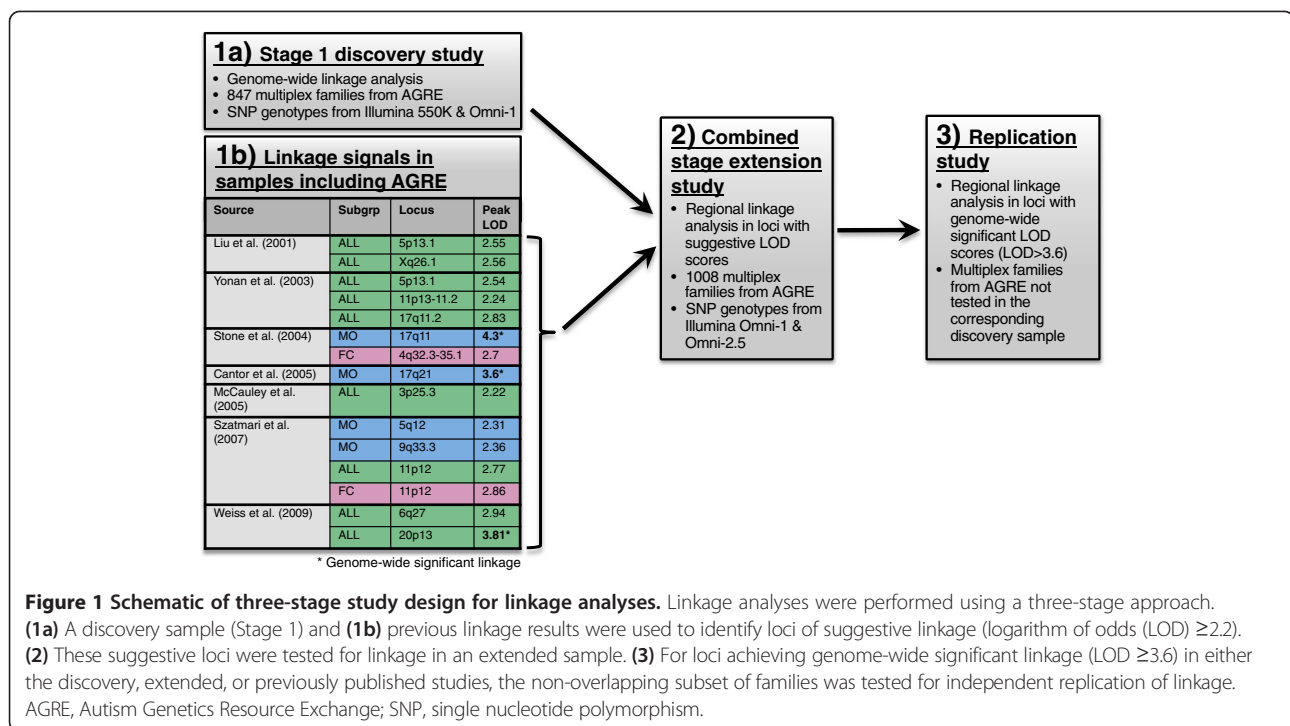 1a) Stage 1 discovery study
• Genome-wide linkage analysis
• 847 multiplex families from AGRE
• SNP genotypes from Illumina 550K & Omni-1
1b) Linkage signals in
samples including AGRE
Source Subgrp Locus Peak
LOD
Liu et al. (2001) ALL 5p13.1 2.55
ALL Xq26.1 2.56
Yonan et al. (2003) ALL 5p13.1 2.54
ALL 11p13-11.2 2.24
ALL 17q11.2 2.83
Stone et al. (2004) MO 17q11 4.3*
FC 4q32.3-35.1 2.7
Cantor et al. (2005) MO 17q21 3.6*
McCauley et al. ALL 3p25.3 2.22
(2005)
Szatmari et al. MO 5q12 2.31
(2007) MO 9q33.3 2.36
ALL 11p12 2.77
FC 11p12 2.86
Weiss et al. (2009) ALL 6q27 2.94
ALL 20p13 3.81*
* Genome-wide significant linkage
2) Combined
stage extension
study
• Regional linkage
analysis in loci with
suggestive LOD
scores
• 1008 multiplex
families from AGRE
• SNP genotypes from
Illumina Omni-1 &
Omni-2.5
3) Replication
study
• Regional linkage
analysis in loci with
genome-wide
significant LOD
scores (LOD>3.6)
• Multiplex families
from AGRE not
tested in the
corresponding
discovery sample
Figure 1 Schematic of three-stage study design for linkage analyses. Linkage analyses were performed using a three-stage approach.
(1a) A discovery sample (Stage 1) and (1b) previous linkage results were used to identify loci of suggestive linkage (logarithm of odds (LOD) ≥2.2).
(2) These suggestive loci were tested for linkage in an extended sample. (3) For loci achieving genome-wide significant linkage (LOD ≥3.6) in either
the discovery, extended, or previously published studies, the non-overlapping subset of families was tested for independent replication of linkage.
AGRE, Autism Genetics Resource Exchange; SNP, single nucleotide polymorphism.